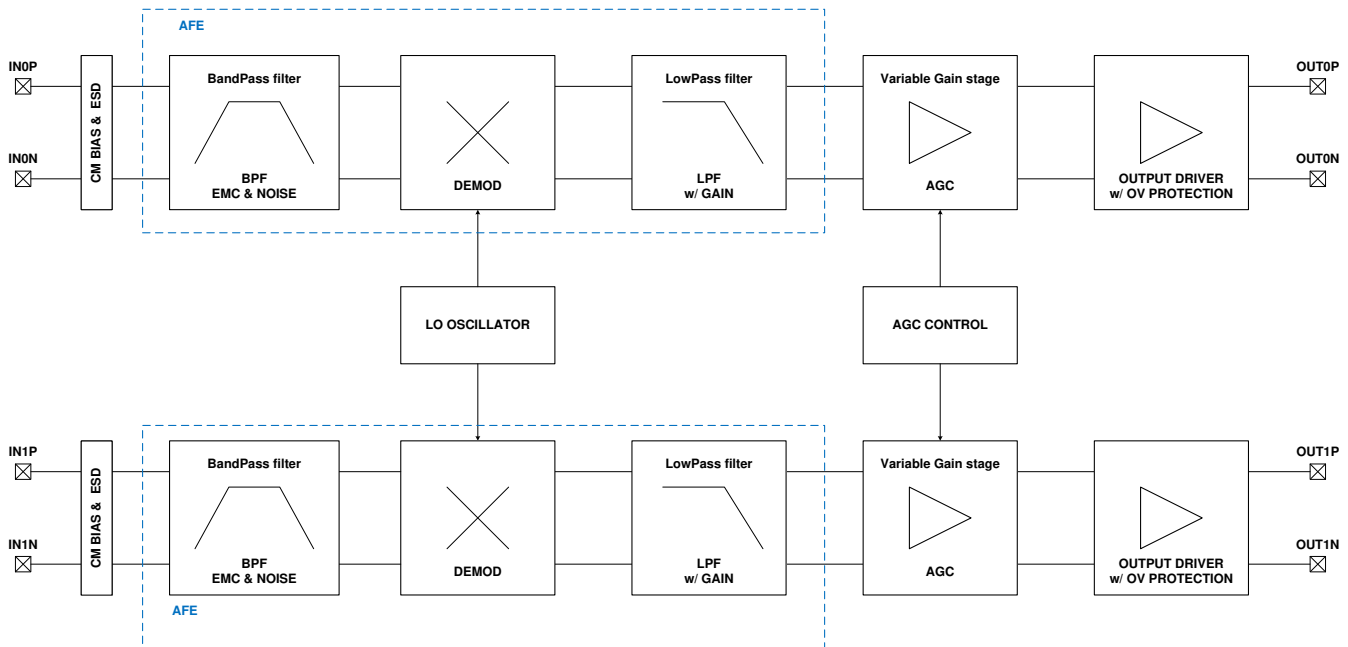 AFE
IN0P
IN0N
CM BIAS & ESD
BandPass filter
BPF
EMC & NOISE
DEMOD
LowPass filter
LPF
w/ GAIN
Variable Gain stage
AGC
OUTPUT DRIVER
w/ OV PROTECTION
OUT0P
OUT0N
LO OSCILLATOR
AGC CONTROL
IN1P
IN1N
CM BIAS & ESD
BandPass filter
BPF
EMC & NOISE
DEMOD
LowPass filter
LPF
w/ GAIN
Variable Gain stage
AGC
OUTPUT DRIVER
w/ OV PROTECTION
OUT1P
OUT1N
AFE